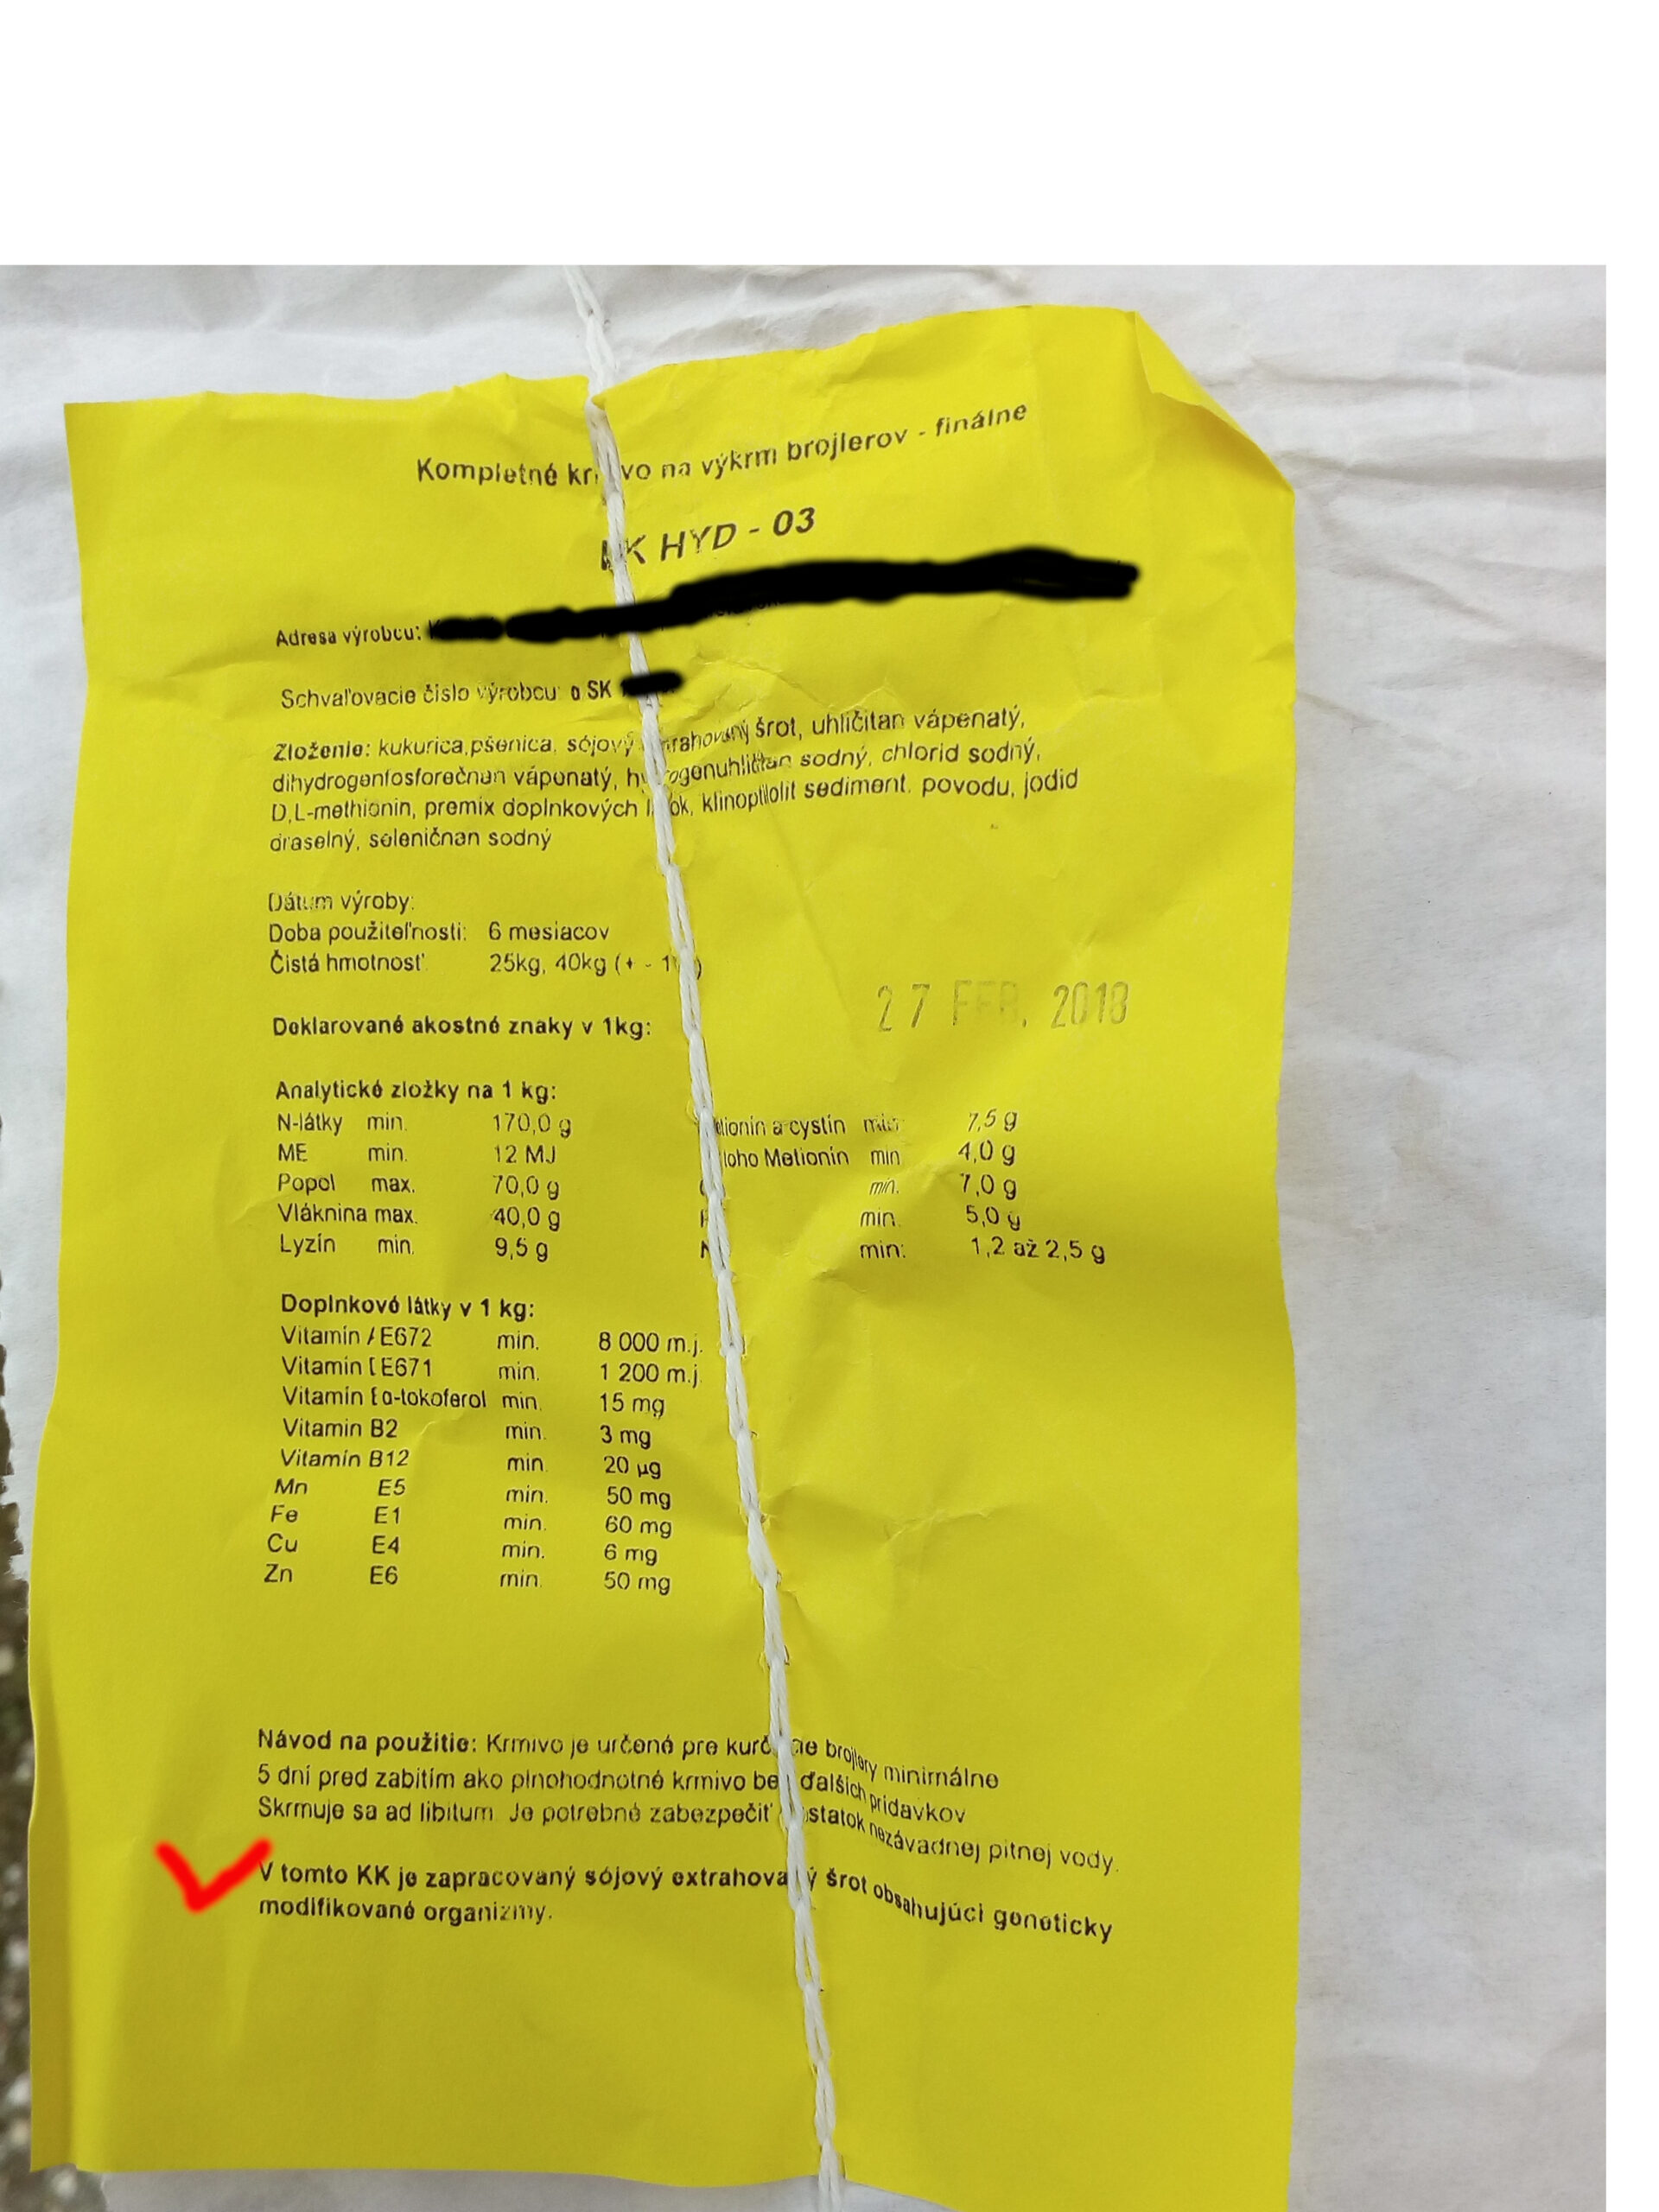 Kompletné krmivo na výkrm brojlerov - finálne
KK HYD - 03
Adresa výrobcu:
Schvaľovacie číslo výrobcu: α SK
Zloženie: kukurica,pšenica, sójový extrahovaný šrot, uhličitan vápenatý,
dihydrogenfosforečnan vápenatý, hydrogenuhličitan sodný, chlorid sodný,
D,L-methionin, premix doplnkových látok, klinoptilolit sediment. povodu, jodid
draselný, seleničnan sodný
Dátum výroby:
Doba použiteľnosti: 6 mesiacov
Čistá hmotnosť 25kg, 40kg (+ - 1
27 FEB. 2018
Deklarované akostné znaky v 1kg:
Analytické zložky na 1 kg:
N-látky min. 170,0 g a cystín min 7,5 g
ME min. 12 MJ Metionín min 4,0 g
Popol max. 70,0 g min. 7,0 g
Vláknina max. 40,0 g min. 5,0 g
Lyzín min. 9,5 g min: 1,2 až 2,5 g
Doplnkové látky v 1 kg:
Vitamín E672 min. 8 000 m.j.
Vitamín E671 min. 1 200 m.j.
Vitamín α-tokoferol min. 15 mg
Vitamin B2 min. 3 mg
Vitamín B12 min. 20 µg
Mn E5 min. 50 mg
Fe E1 min. 60 mg
Cu E4 min. 6 mg
Zn E6 min. 50 mg
Návod na použitie: Krmivo je určené pre brojlery minimálne
5 dní pred zabitím ako plnohodnotné krmivo bez ďalších prídavkov
Skrmuje sa ad libitum. Je potrebné zabezpečiť dostatok nezávadnej pitnej vody.
V tomto KK je zapracovaný sójový extrahovaný šrot obsahujúci geneticky
modifikované organizmy.